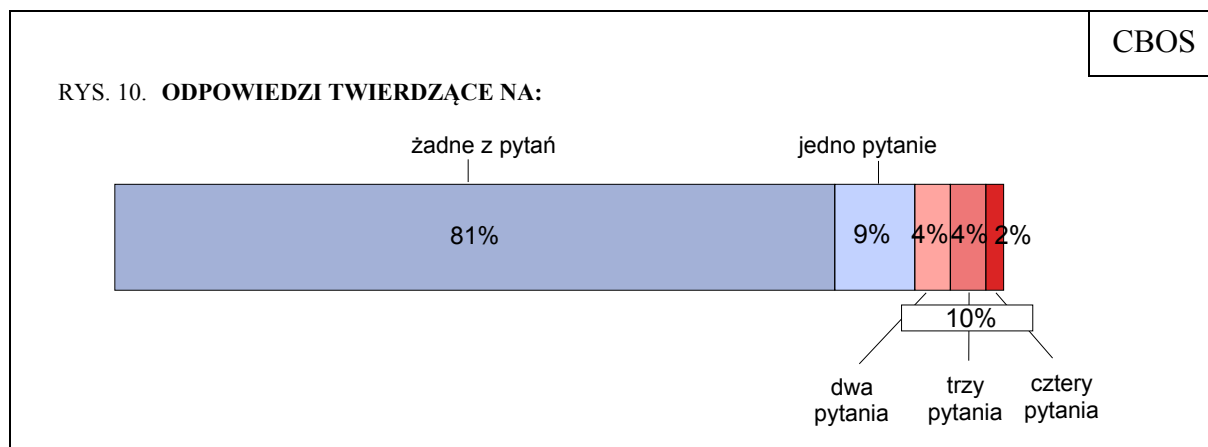 CBOS
RYS. 10. ODPOWIEDZI TWIERDZĄCE NA:
żadne z pytań
jedno pytanie
81%
9%
4%
4%
2%
10%
dwa
pytania
trzy
pytania
cztery
pytania